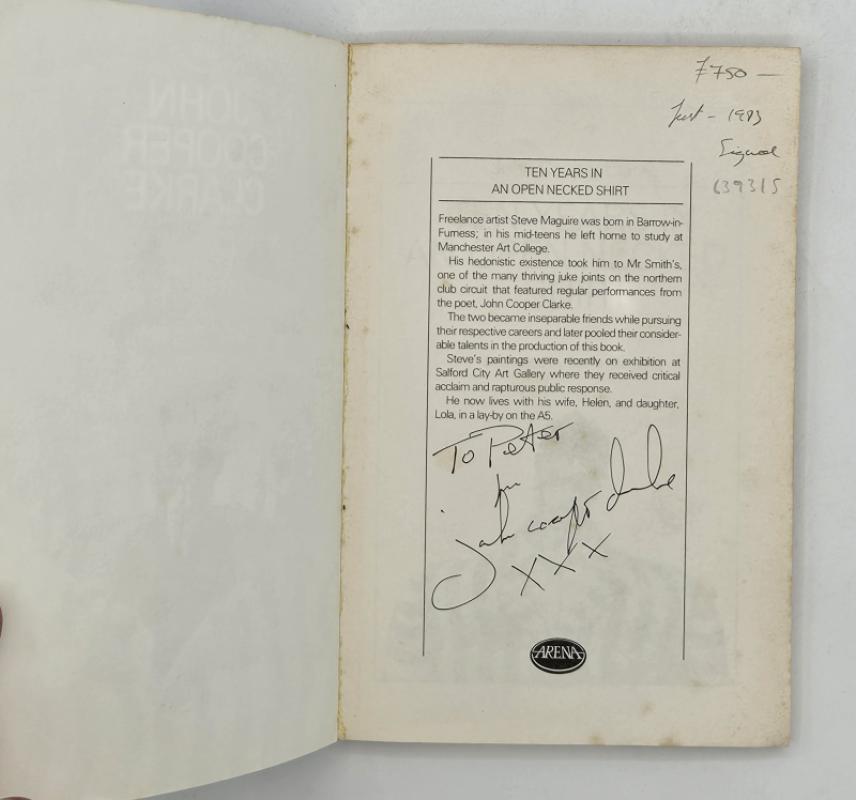 JOHN
COOPER
CLARKE
£750 —
First - 1983
Signed
639315
TEN YEARS IN
AN OPEN NECKED SHIRT
Freelance artist Steve Maguire was born in Barrow-in-
Furness; in his mid-teens he left home to study at
Manchester Art College.
His hedonistic existence took him to Mr Smith's,
one of the many thriving juke joints on the northern
club circuit that featured regular performances from
the poet, John Cooper Clarke.
The two became inseparable friends while pursuing
their respective careers and later pooled their consider-
able talents in the production of this book.
Steve's paintings were recently on exhibition at
Salford City Art Gallery where they received critical
acclaim and rapturous public response.
He now lives with his wife, Helen, and daughter,
Lola, in a lay-by on the A5.
To Peter
john cooper clarke
XXX
ARENA